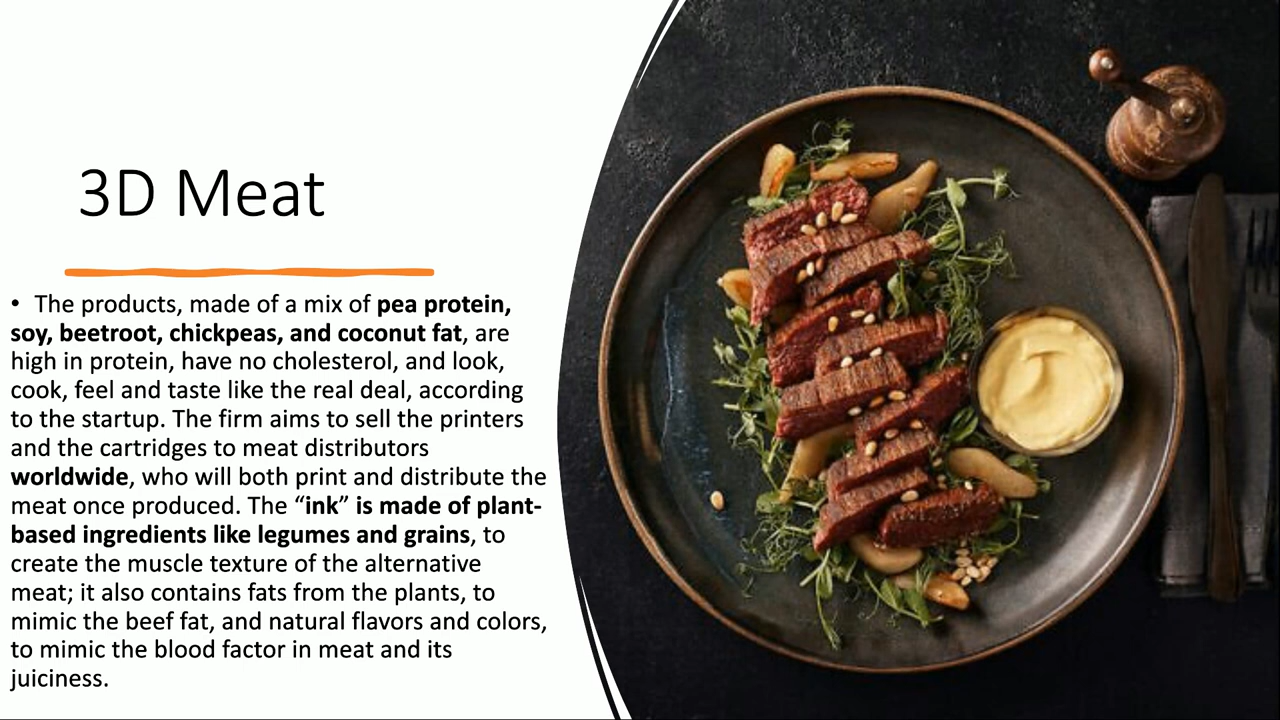 3D Meat
• The products, made of a mix of pea protein,
soy, beetroot, chickpeas, and coconut fat, are
high in protein, have no cholesterol, and look,
cook, feel and taste like the real deal, according
to the startup. The firm aims to sell the printers
and the cartridges to meat distributors
worldwide, who will both print and distribute the
meat once produced. The “ink” is made of plant-
based ingredients like legumes and grains, to
create the muscle texture of the alternative
meat; it also contains fats from the plants, to
mimic the beef fat, and natural flavors and colors,
to mimic the blood factor in meat and its
juiciness.